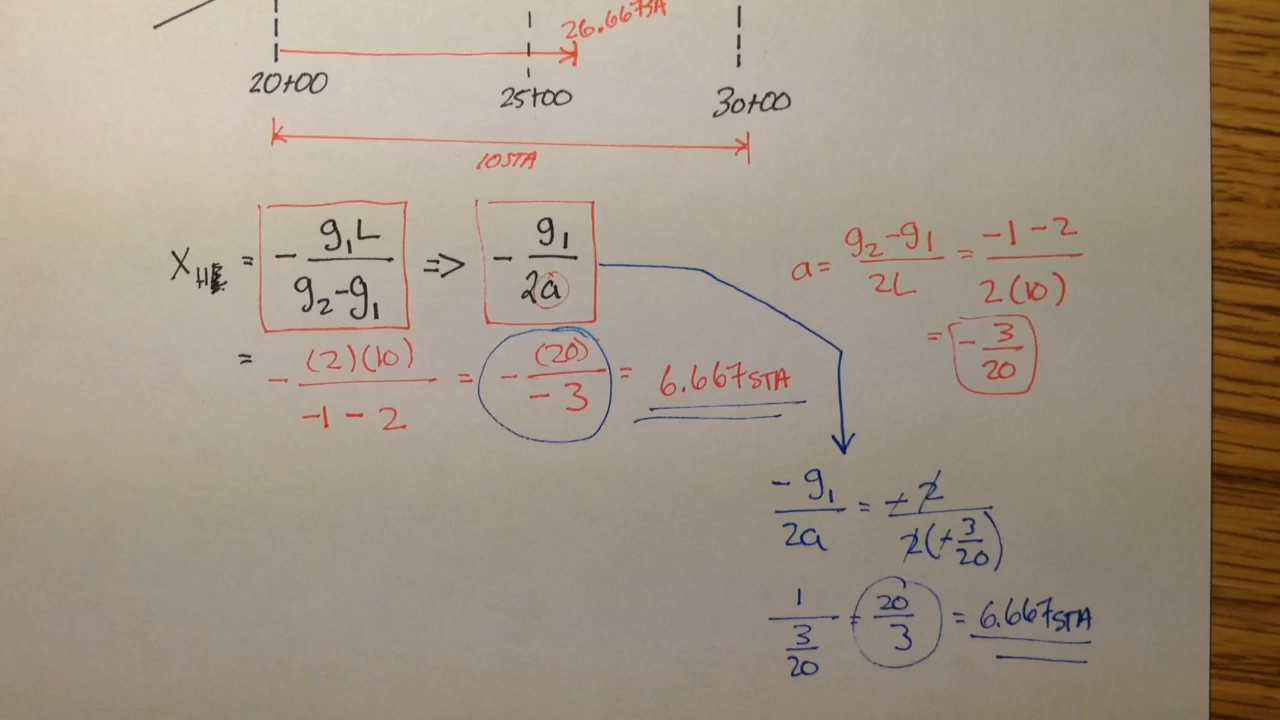 26.667STA
20+00 25+00 30+00
10STA
X_H = - g₁L / (g₂-g₁) => - g₁ / 2a
a = (g₂-g₁) / 2L = (-1-2) / 2(10)
= - 3/20
= - (2)(10) / (-1-2) = - (20) / -3 = 6.667STA
-g₁ / 2a = +2 / 2(+3/20)
1 / (3/20) = 20/3 = 6.667STA